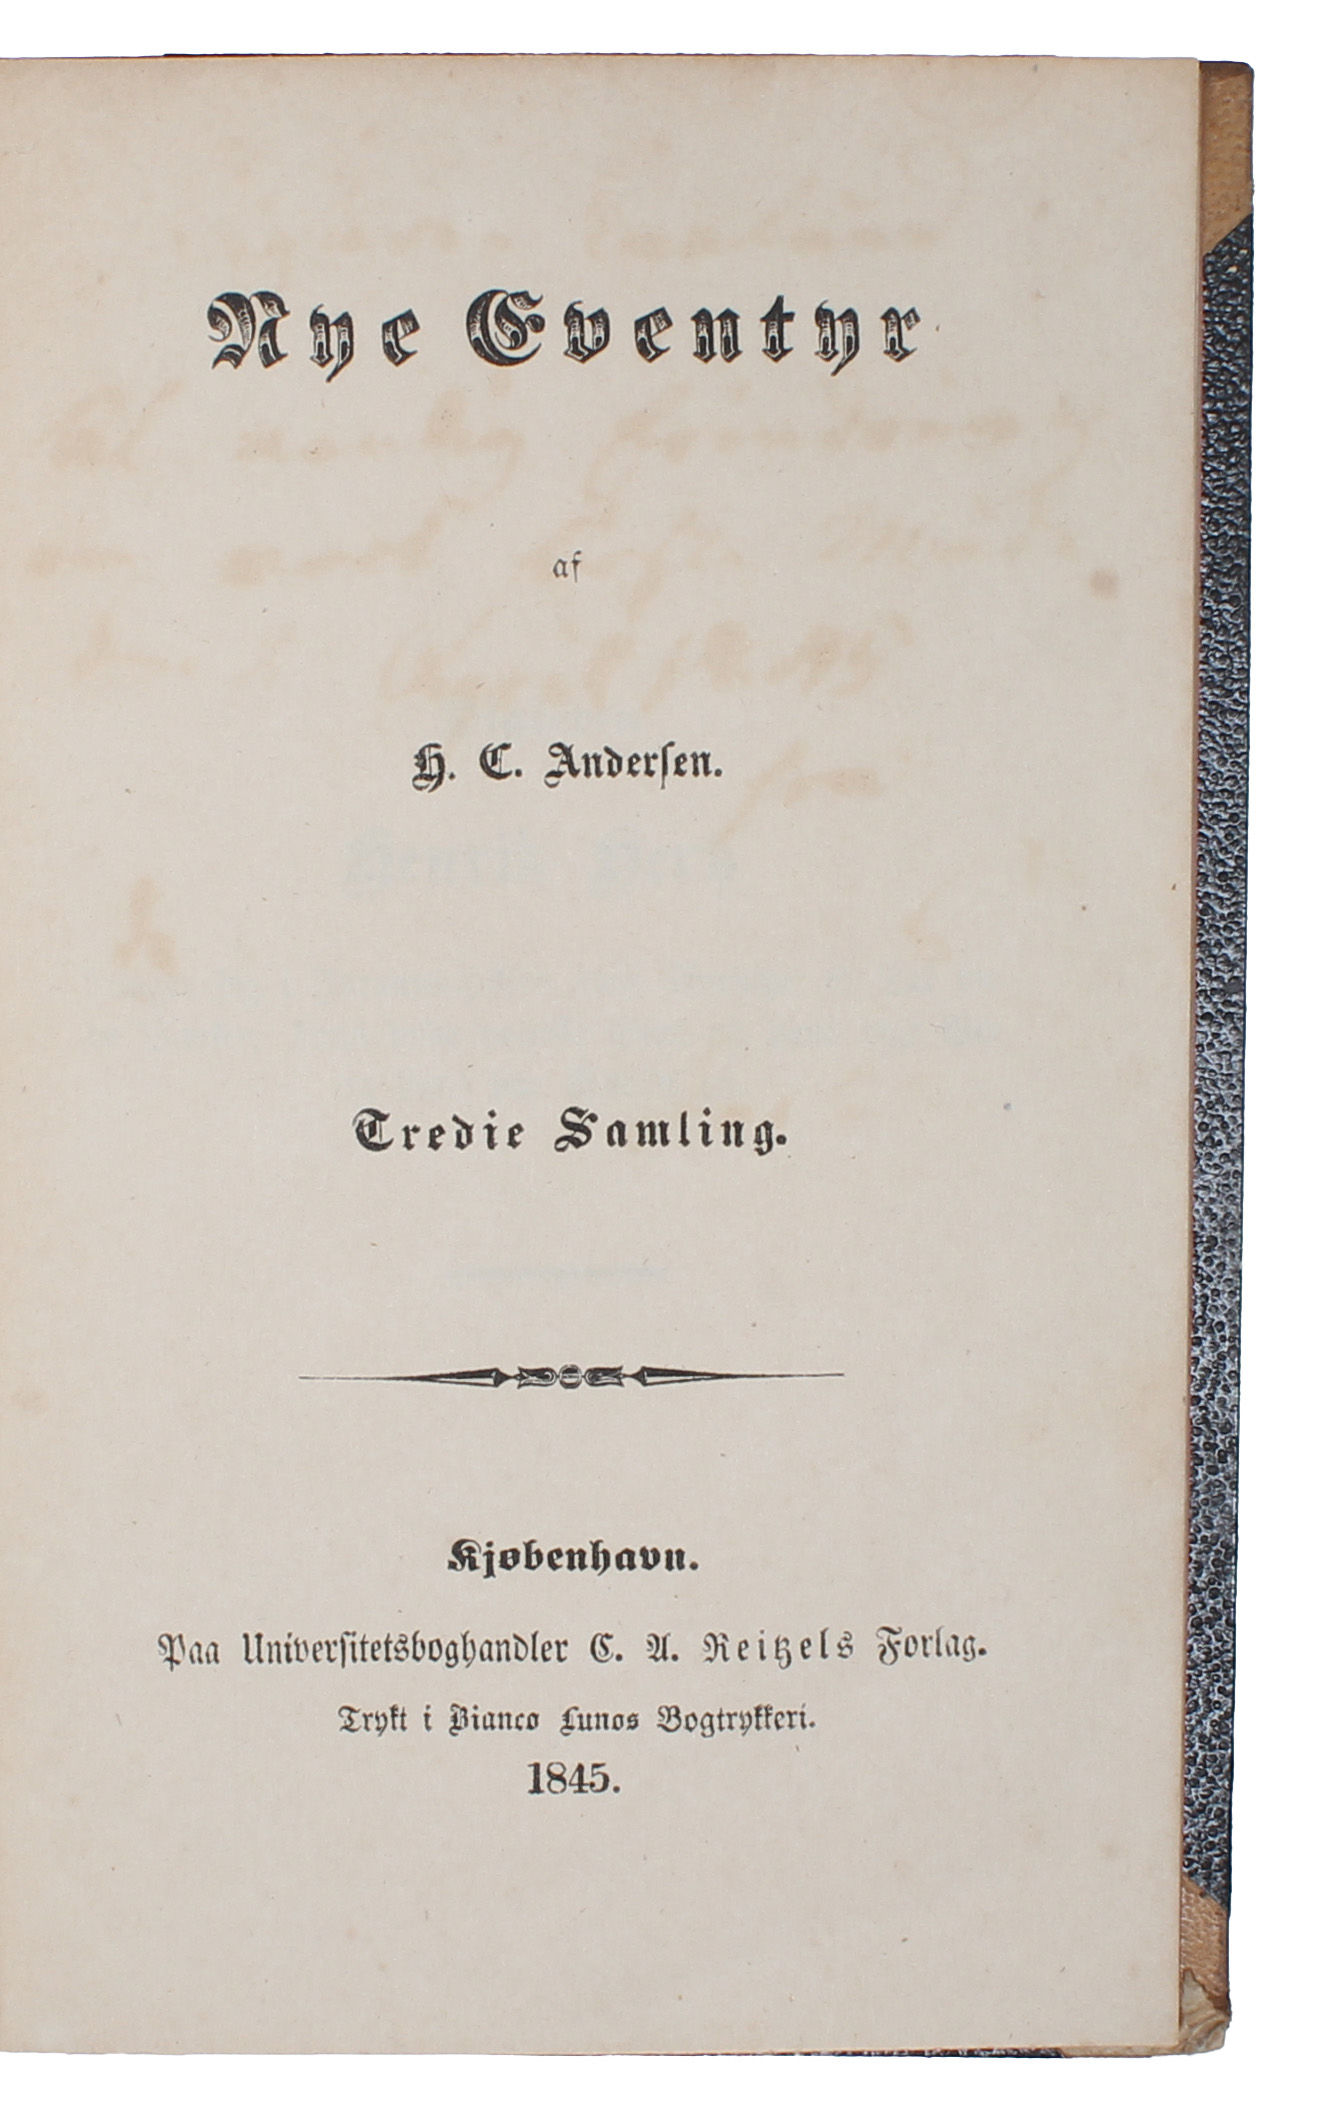 Nye Eventyr
af
H. C. Anderſen.
Tredie Samling.
Kjøbenhavn.
Paa Univerſitetsboghandler C. A. Reitzels Forlag.
Trykt i Bianco Lunos Bogtrykkeri.
1845.